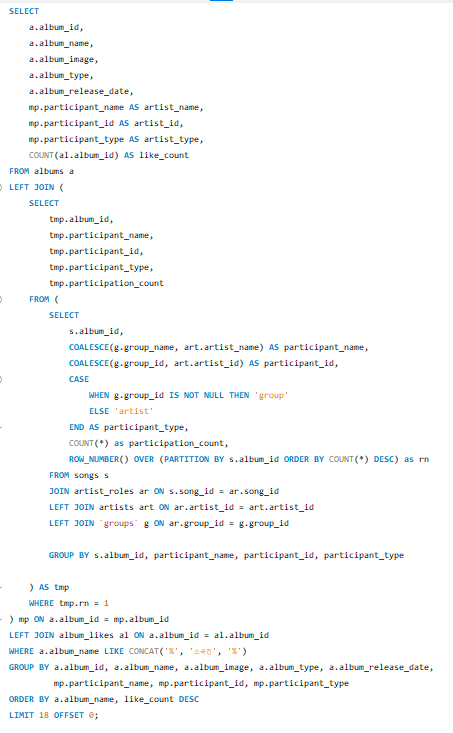 SELECT
a.album_id,
a.album_name,
a.album_image,
a.album_type,
a.album_release_date,
mp.participant_name AS artist_name,
mp.participant_id AS artist_id,
mp.participant_type AS artist_type,
COUNT(al.album_id) AS like_count
FROM albums a
LEFT JOIN (
SELECT
tmp.album_id,
tmp.participant_name,
tmp.participant_id,
tmp.participant_type,
tmp.participation_count
FROM (
SELECT
s.album_id,
COALESCE(g.group_name, art.artist_name) AS participant_name,
COALESCE(g.group_id, art.artist_id) AS participant_id,
CASE
WHEN g.group_id IS NOT NULL THEN 'group'
ELSE 'artist'
END AS participant_type,
COUNT(*) as participation_count,
ROW_NUMBER() OVER (PARTITION BY s.album_id ORDER BY COUNT(*) DESC) as rn
FROM songs s
JOIN artist_roles ar ON s.song_id = ar.song_id
LEFT JOIN artists art ON ar.artist_id = art.artist_id
LEFT JOIN `groups` g ON ar.group_id = g.group_id
GROUP BY s.album_id, participant_name, participant_id, participant_type
) AS tmp
WHERE tmp.rn = 1
) mp ON a.album_id = mp.album_id
LEFT JOIN album_likes al ON a.album_id = al.album_id
WHERE a.album_name LIKE CONCAT('%', '소곡집', '%')
GROUP BY a.album_id, a.album_name, a.album_image, a.album_type, a.album_release_date,
mp.participant_name, mp.participant_id, mp.participant_type
ORDER BY a.album_name, like_count DESC
LIMIT 18 OFFSET 0;